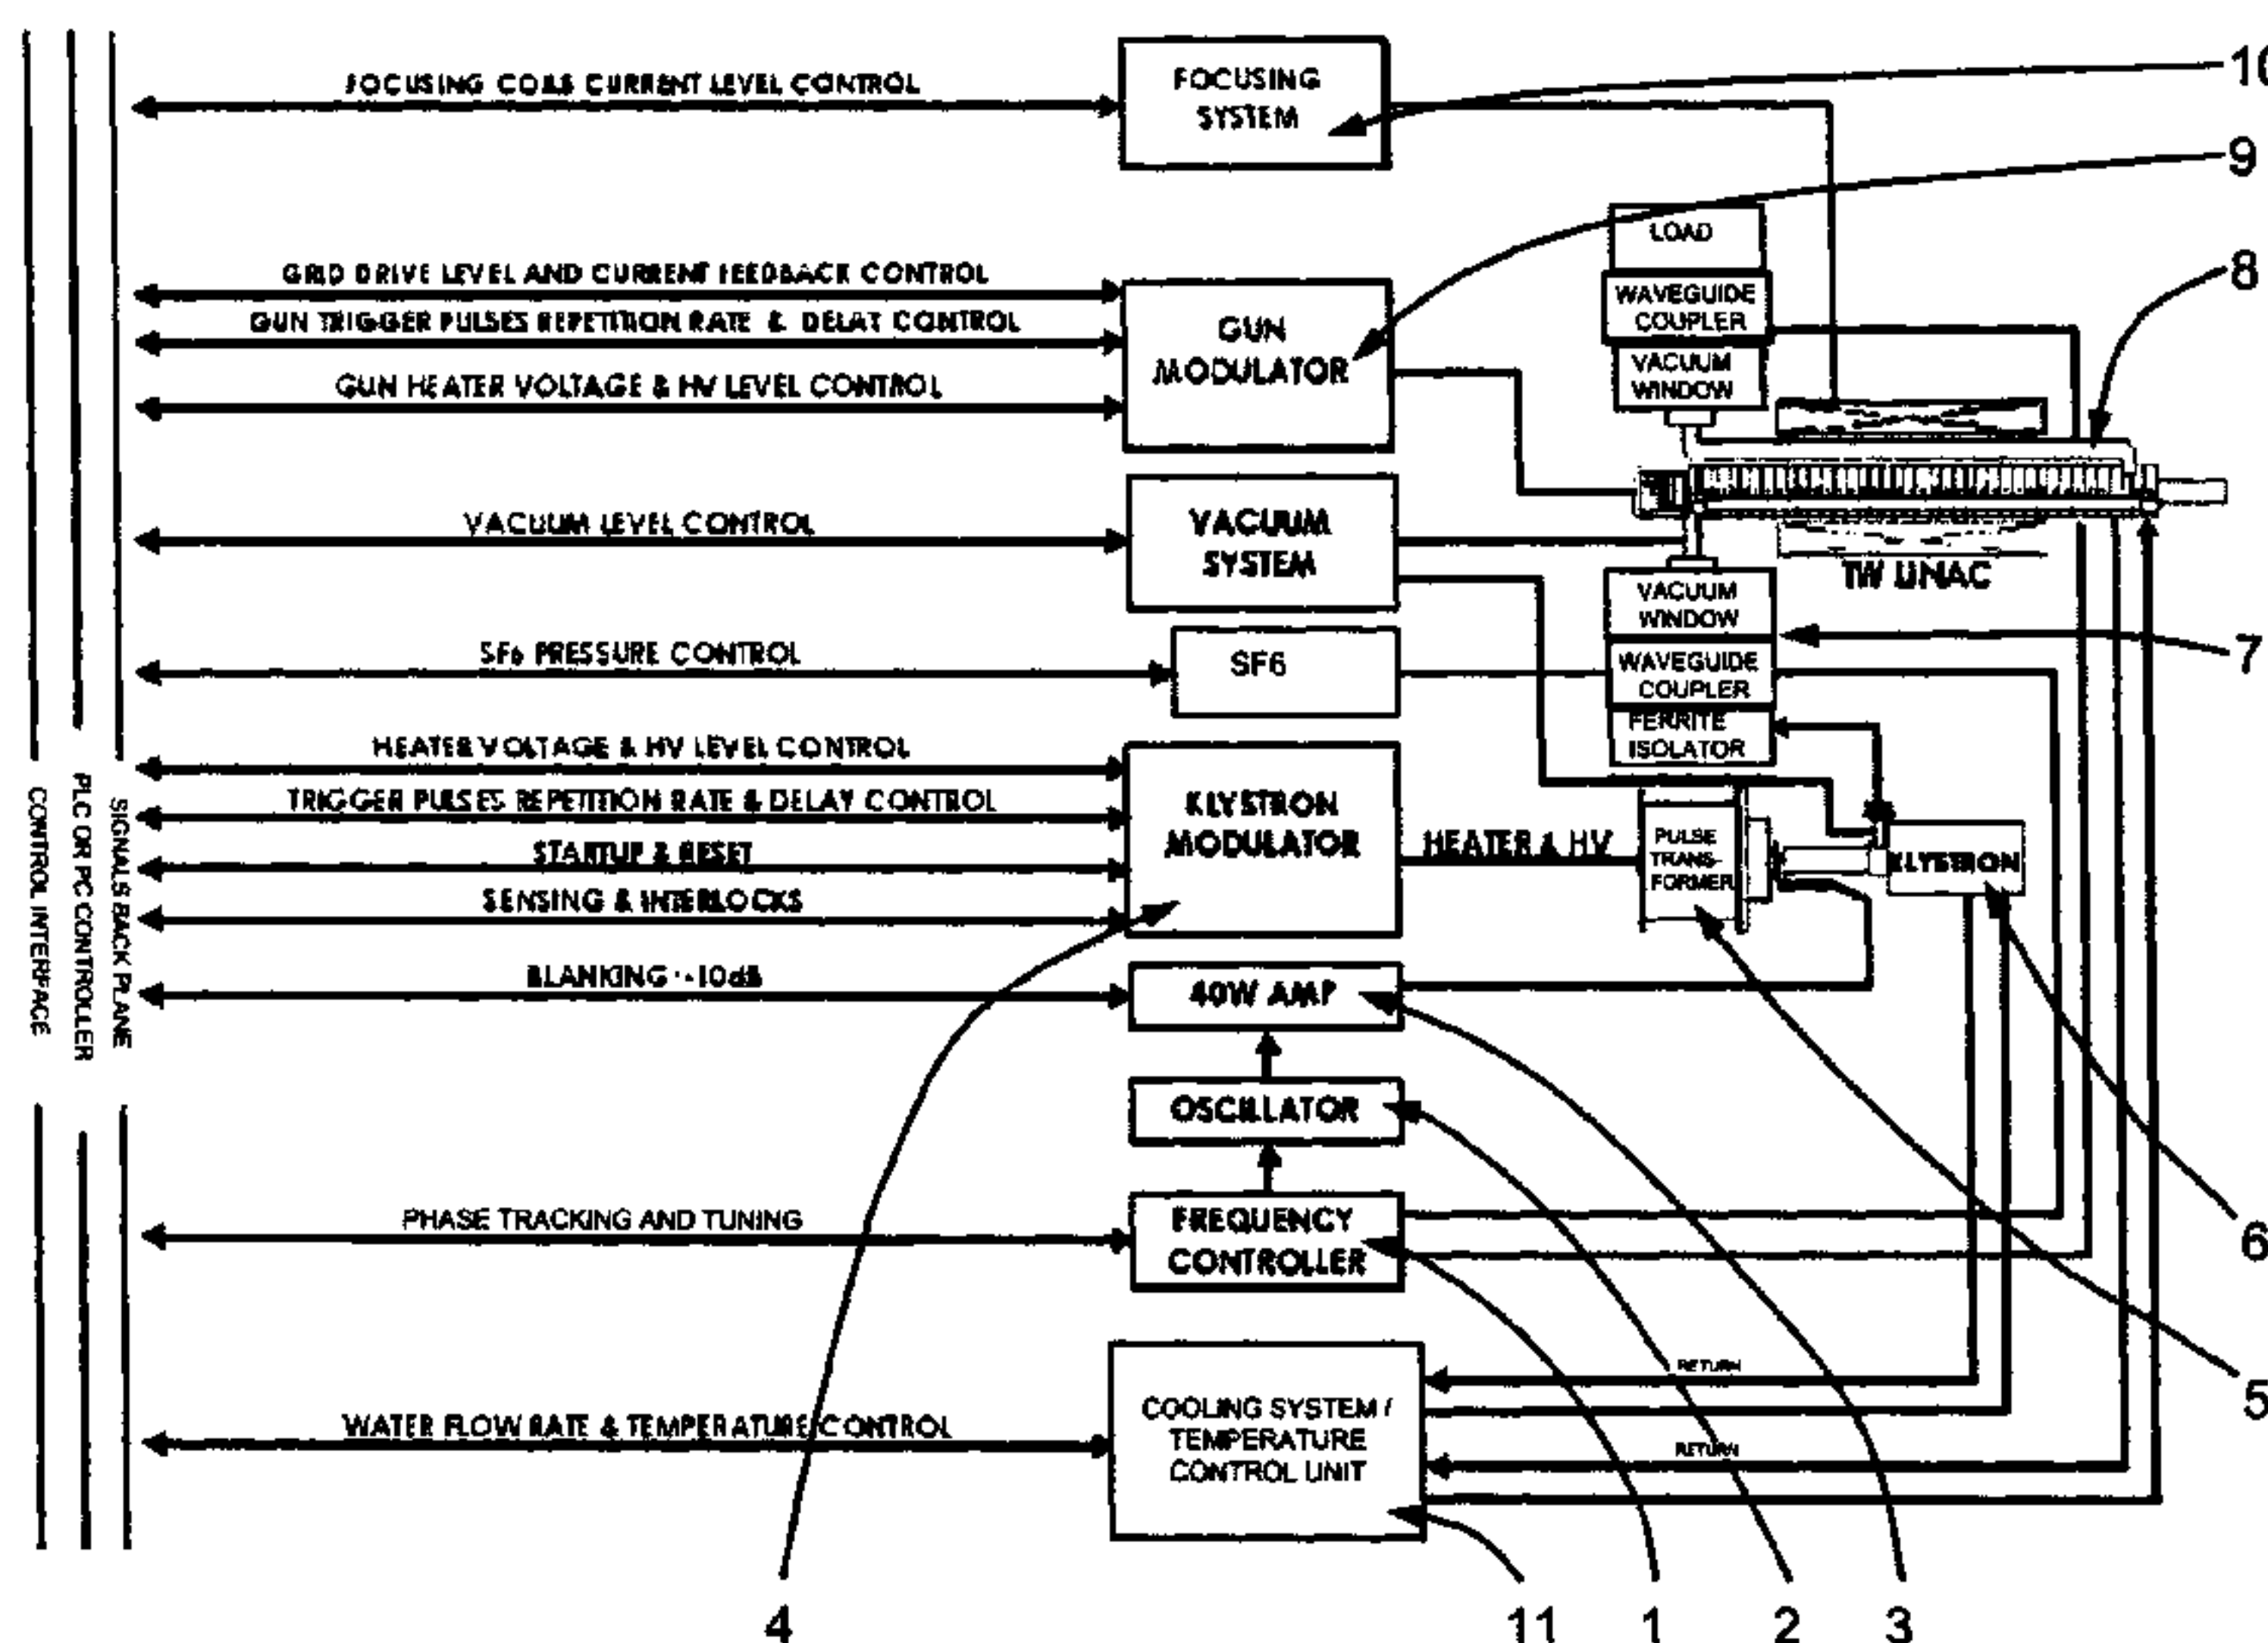 FOCUSING COILS CURRENT LEVEL CONTROL
FOCUSING
SYSTEM
10
9
LOAD
8
GRID DRIVE LEVEL AND CURRENT FEEDBACK CONTROL
WAVEGUIDE
COUPLER
GUN TRIGGER PULSES REPETITION RATE & DELAY CONTROL
GUN
MODULATOR
VACUUM
WINDOW
GUN HEATER VOLTAGE & HV LEVEL CONTROL
VACUUM LEVEL CONTROL
VACUUM
SYSTEM
TW LINAC
VACUUM
WINDOW
7
SF6 PRESSURE CONTROL
SF6
WAVEGUIDE
COUPLER
FERRITE
ISOLATOR
HEATER VOLTAGE & HV LEVEL CONTROL
TRIGGER PULSES REPETITION RATE & DELAY CONTROL
KLYSTRON
MODULATOR
HEATER & HV
PULSE
TRANS-
FORMER
KLYSTRON
STARTUP & RESET
SENSING & INTERLOCKS
CONTROL INTERFACE
PLC OR PC CONTROLLER
SIGNALS BACK PLANE
BLANKING --10dB
40W AMP
OSCILLATOR
PHASE TRACKING AND TUNING
FREQUENCY
CONTROLLER
6
RETURN
5
WATER FLOW RATE & TEMPERATURE CONTROL
COOLING SYSTEM /
TEMPERATURE
CONTROL UNIT
RETURN
4
11
1
2
3